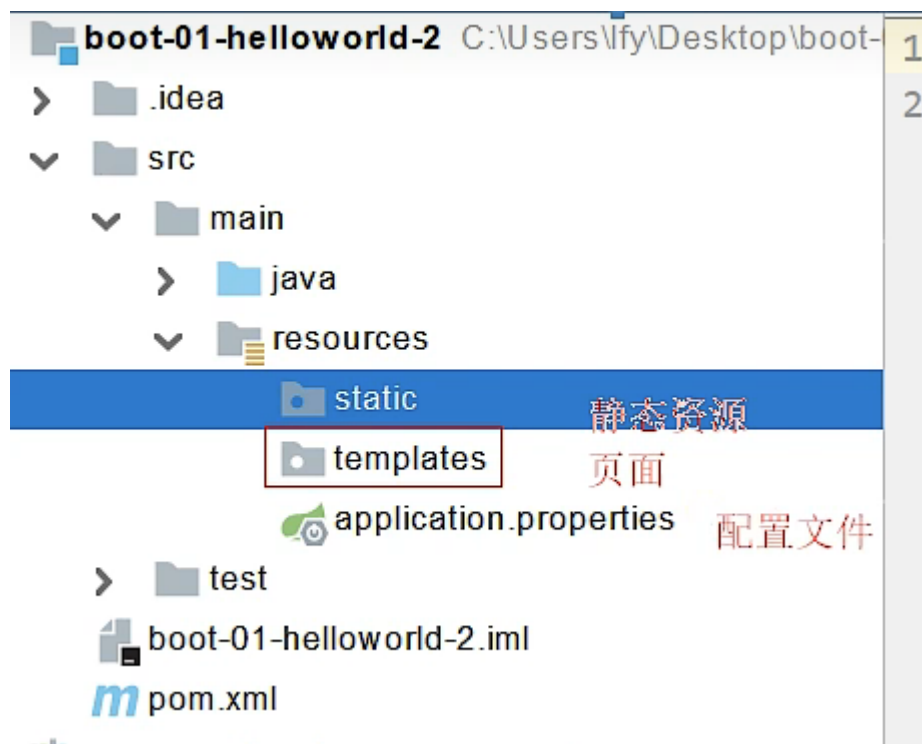 boot-01-helloworld-2 C:\Users\lfy\Desktop\boot-
1
.idea
2
src
main
java
resources
static 静态资源
templates 页面
application.properties 配置文件
test
boot-01-helloworld-2.iml
pom.xml